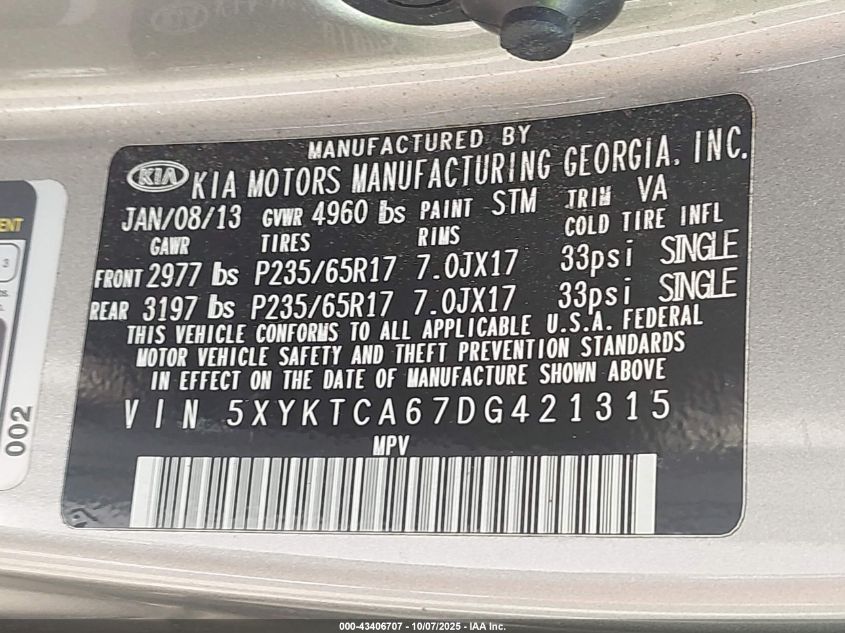 MANUFACTURED BY
KIA KIA MOTORS MANUFACTURING GEORGIA, INC.
JAN/08/13 GVWR 4960 lbs PAINT STM TRIM VA
GAWR TIRES RIMS COLD TIRE INFL
FRONT 2977 lbs P235/65R17 7.0JX17 33psi SINGLE
REAR 3197 lbs P235/65R17 7.0JX17 33psi SINGLE
THIS VEHICLE CONFORMS TO ALL APPLICABLE U.S.A. FEDERAL
MOTOR VEHICLE SAFETY AND THEFT PREVENTION STANDARDS
IN EFFECT ON THE DATE OF MANUFACTURE SHOWN ABOVE
VIN 5XYKTCA67DG421315
MPV
3
002
000-43406707 - 10/07/2025 - IAA Inc.